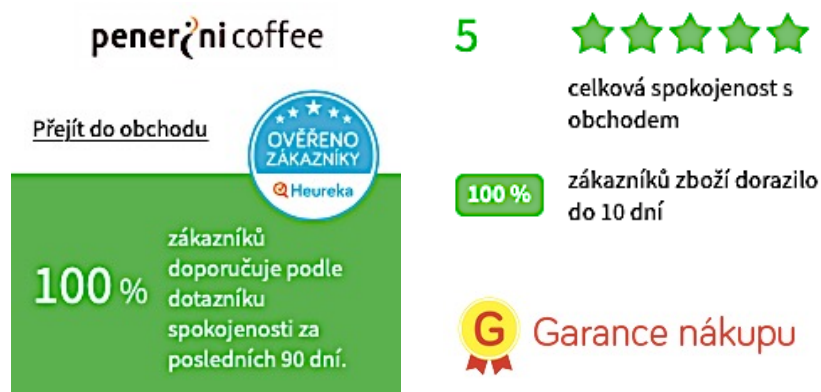 penerini coffee
Přejít do obchodu
OVĚŘENO
ZÁKAZNÍKY
Heureka
100 %
zákazníků
doporučuje podle
dotazníku
spokojenosti za
posledních 90 dní.
5
celková spokojenost s
obchodem
100 %
zákazníků zboží dorazilo
do 10 dní
G
Garance nákupu